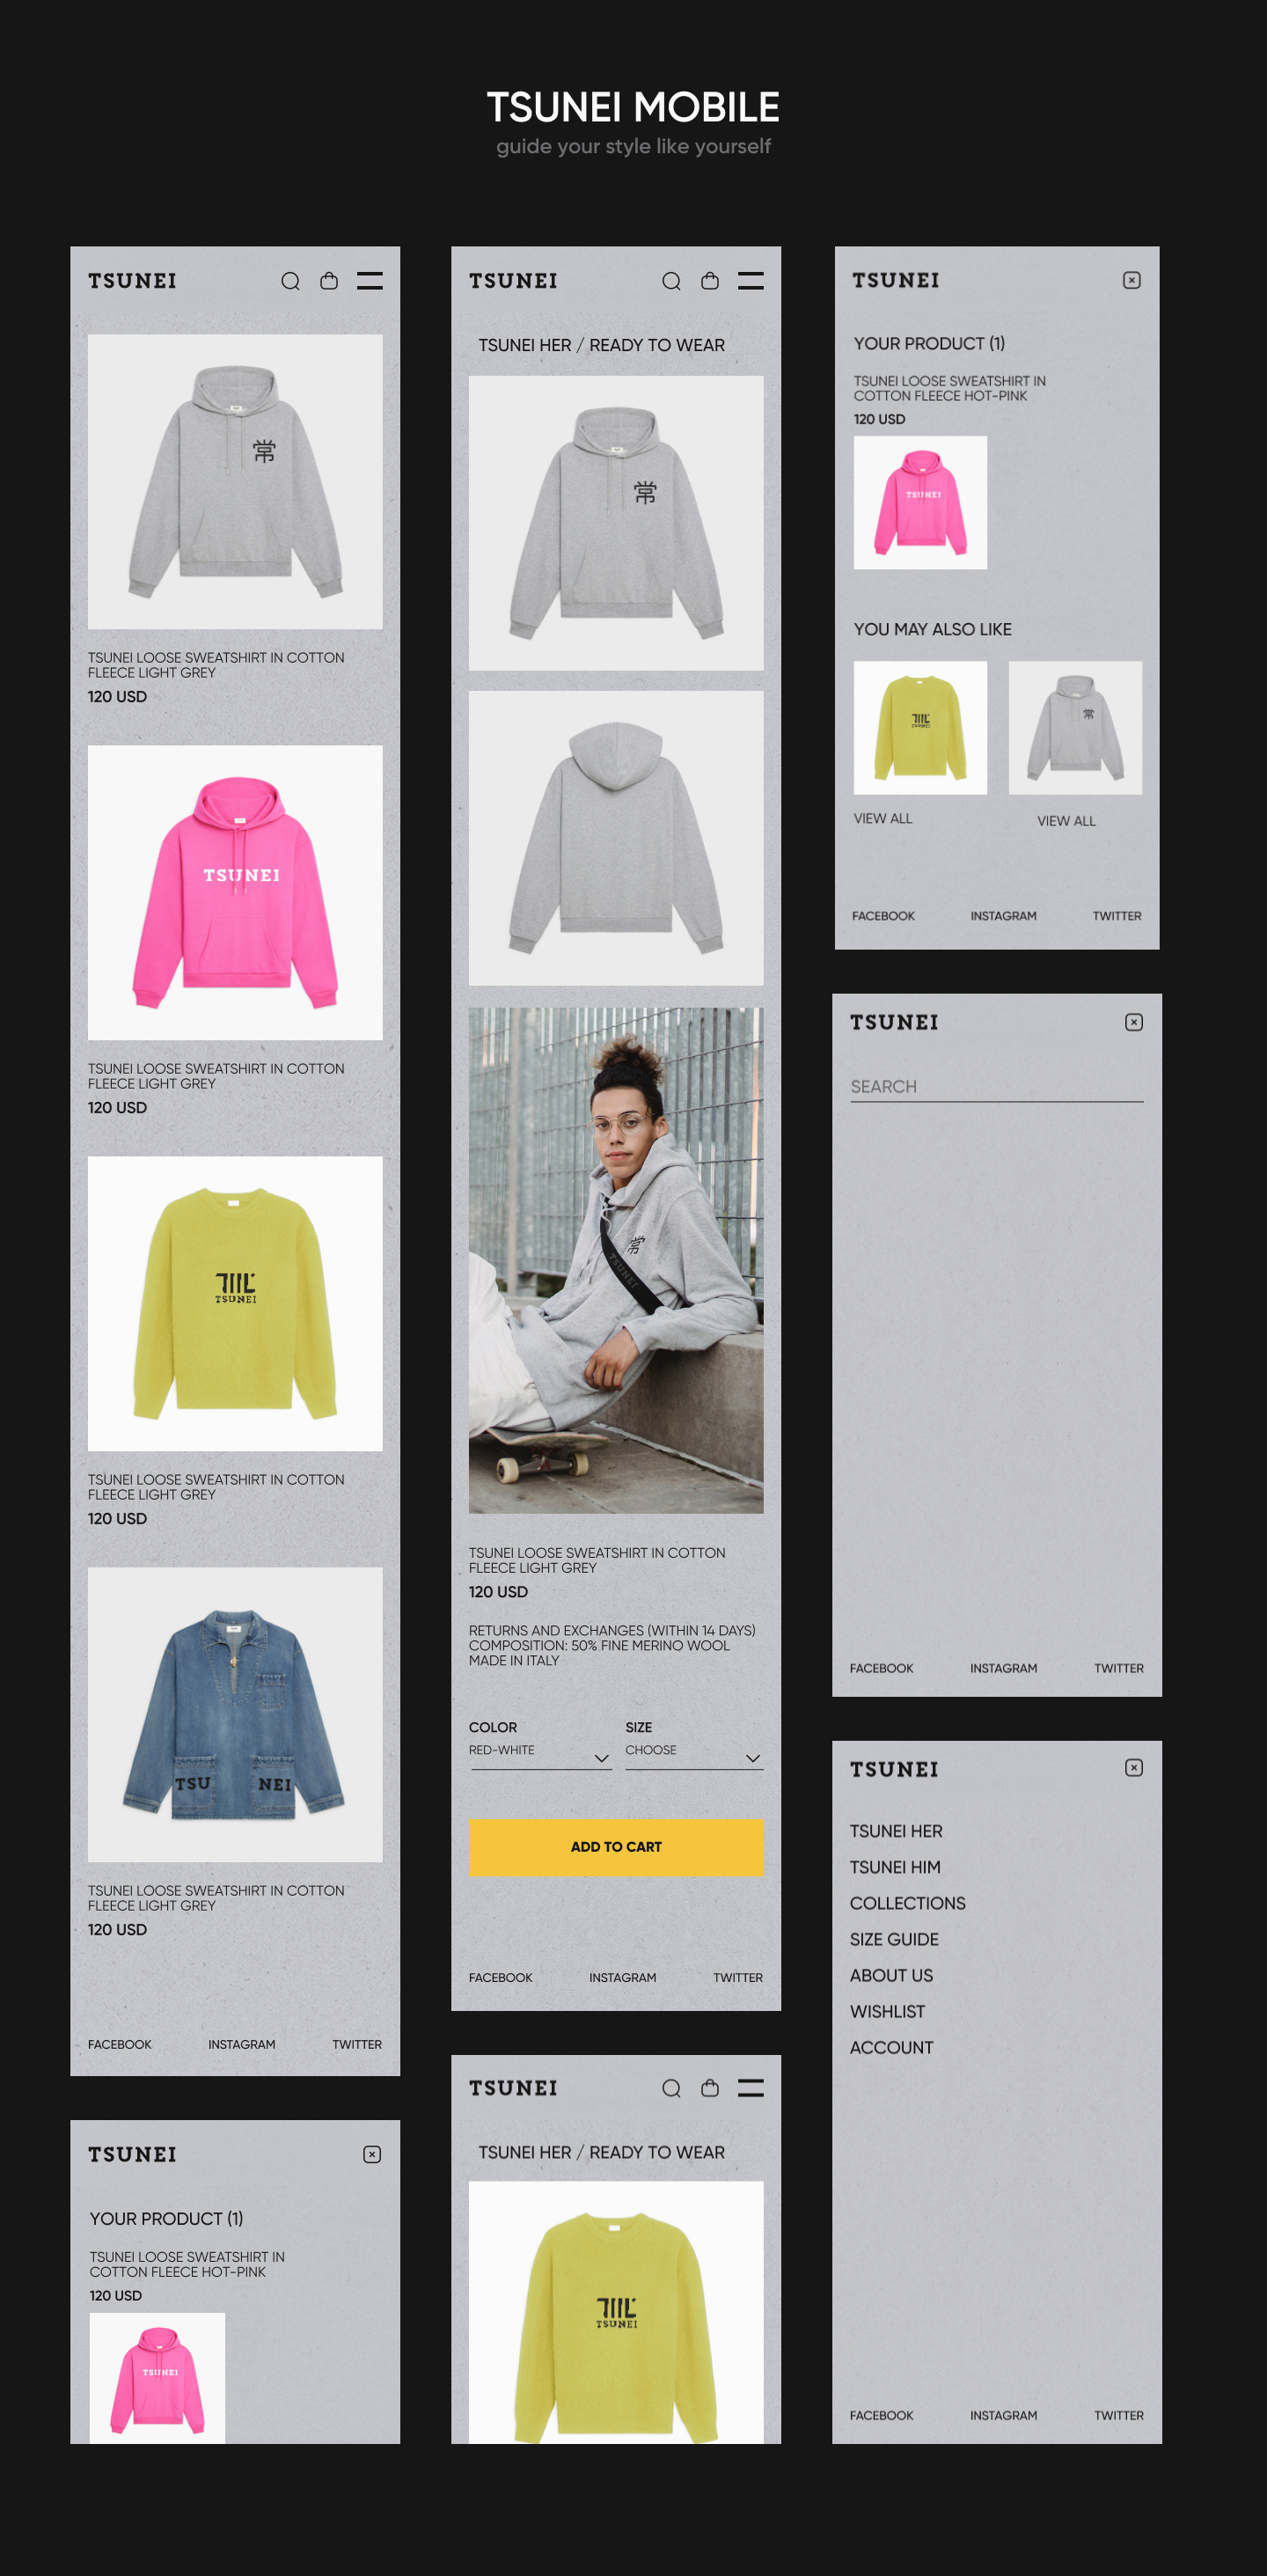 TSUNEI MOBILE
guide your style like yourself
TSUNEI
常
TSUNEI LOOSE SWEATSHIRT IN COTTON
FLEECE LIGHT GREY
120 USD
TSUNEI
TSUNEI LOOSE SWEATSHIRT IN COTTON
FLEECE LIGHT GREY
120 USD
TSUNEI
TSUNEI LOOSE SWEATSHIRT IN COTTON
FLEECE LIGHT GREY
120 USD
TSU NEI
TSUNEI LOOSE SWEATSHIRT IN COTTON
FLEECE LIGHT GREY
120 USD
FACEBOOK INSTAGRAM TWITTER
TSUNEI
YOUR PRODUCT (1)
TSUNEI LOOSE SWEATSHIRT IN
COTTON FLEECE HOT-PINK
120 USD
TSUNEI
TSUNEI
TSUNEI HER / READY TO WEAR
常
常
TSUNEI
TSUNEI LOOSE SWEATSHIRT IN COTTON
FLEECE LIGHT GREY
120 USD
RETURNS AND EXCHANGES (WITHIN 14 DAYS)
COMPOSITION: 50% FINE MERINO WOOL
MADE IN ITALY
COLOR SIZE
RED-WHITE CHOOSE
ADD TO CART
FACEBOOK INSTAGRAM TWITTER
TSUNEI
TSUNEI HER / READY TO WEAR
TSUNEI
TSUNEI
YOUR PRODUCT (1)
TSUNEI LOOSE SWEATSHIRT IN
COTTON FLEECE HOT-PINK
120 USD
TSUNEI
YOU MAY ALSO LIKE
TSUNEI
常
VIEW ALL VIEW ALL
FACEBOOK INSTAGRAM TWITTER
TSUNEI
SEARCH
FACEBOOK INSTAGRAM TWITTER
TSUNEI
TSUNEI HER
TSUNEI HIM
COLLECTIONS
SIZE GUIDE
ABOUT US
WISHLIST
ACCOUNT
FACEBOOK INSTAGRAM TWITTER